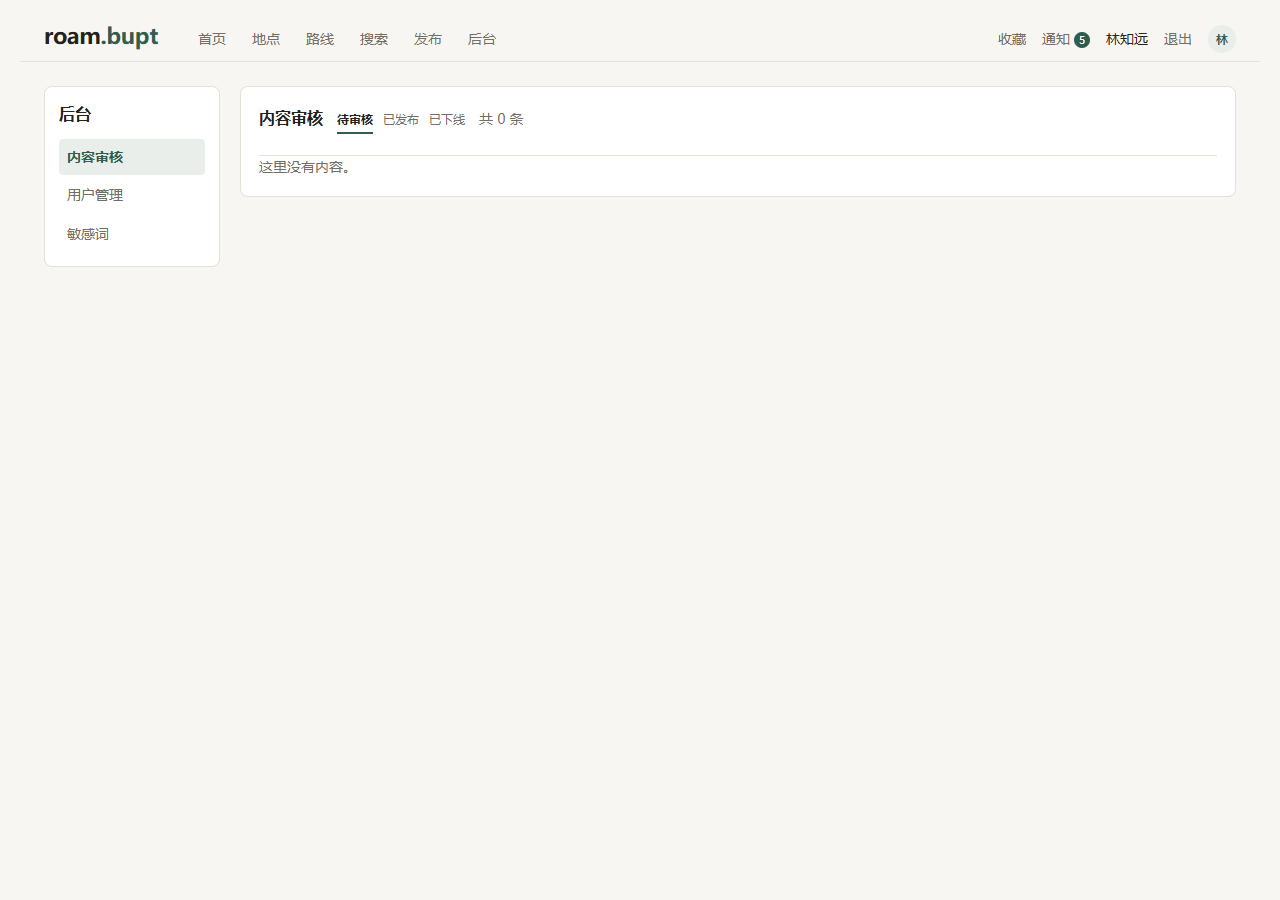 roam.bupt 首页 地点 路线 搜索 发布 后台 收藏 通知 5 林知远 退出 林
后台
内容审核
用户管理
敏感词
内容审核 待审核 已发布 已下线 共 0 条
这里没有内容。